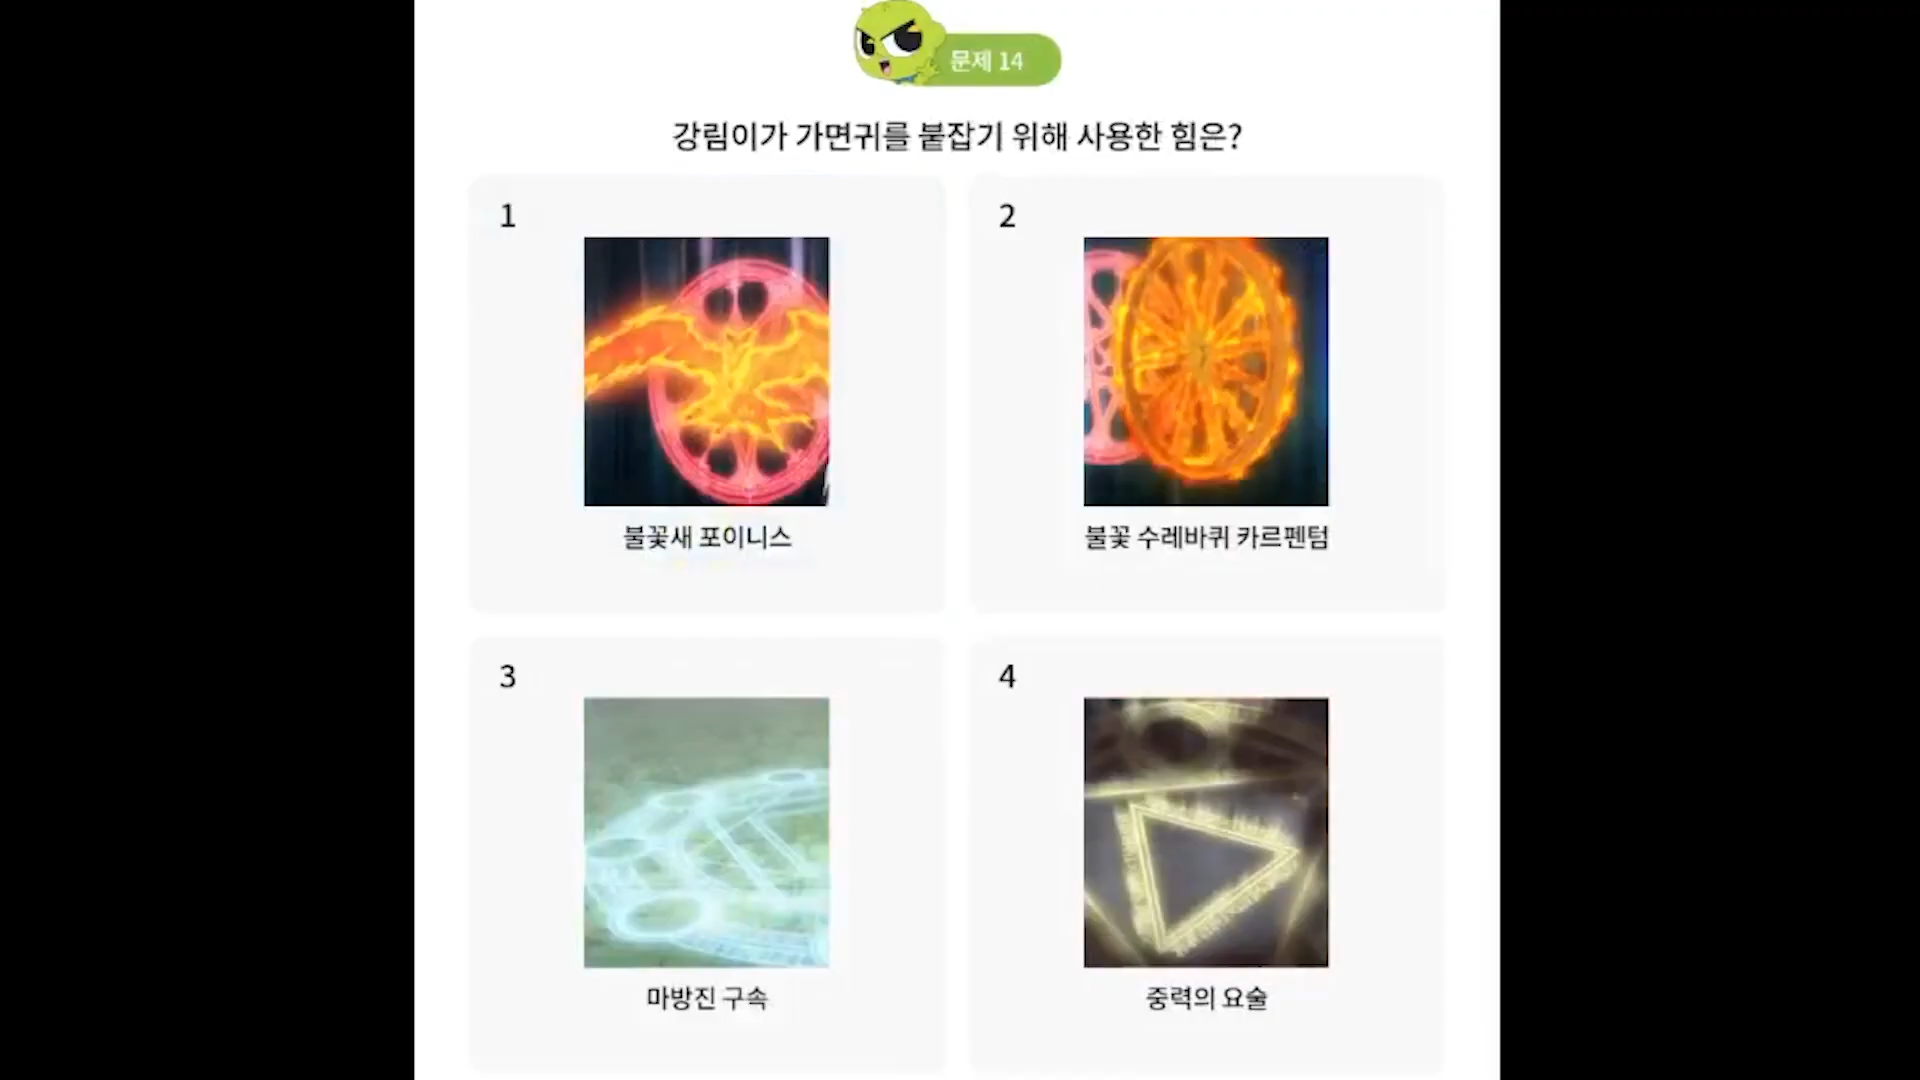 문제 14
강림이가 가면귀를 붙잡기 위해 사용한 힘은?
1
불꽃새 포이니스
2
불꽃 수레바퀴 카르펜텀
3
마방진 구속
4
중력의 요술